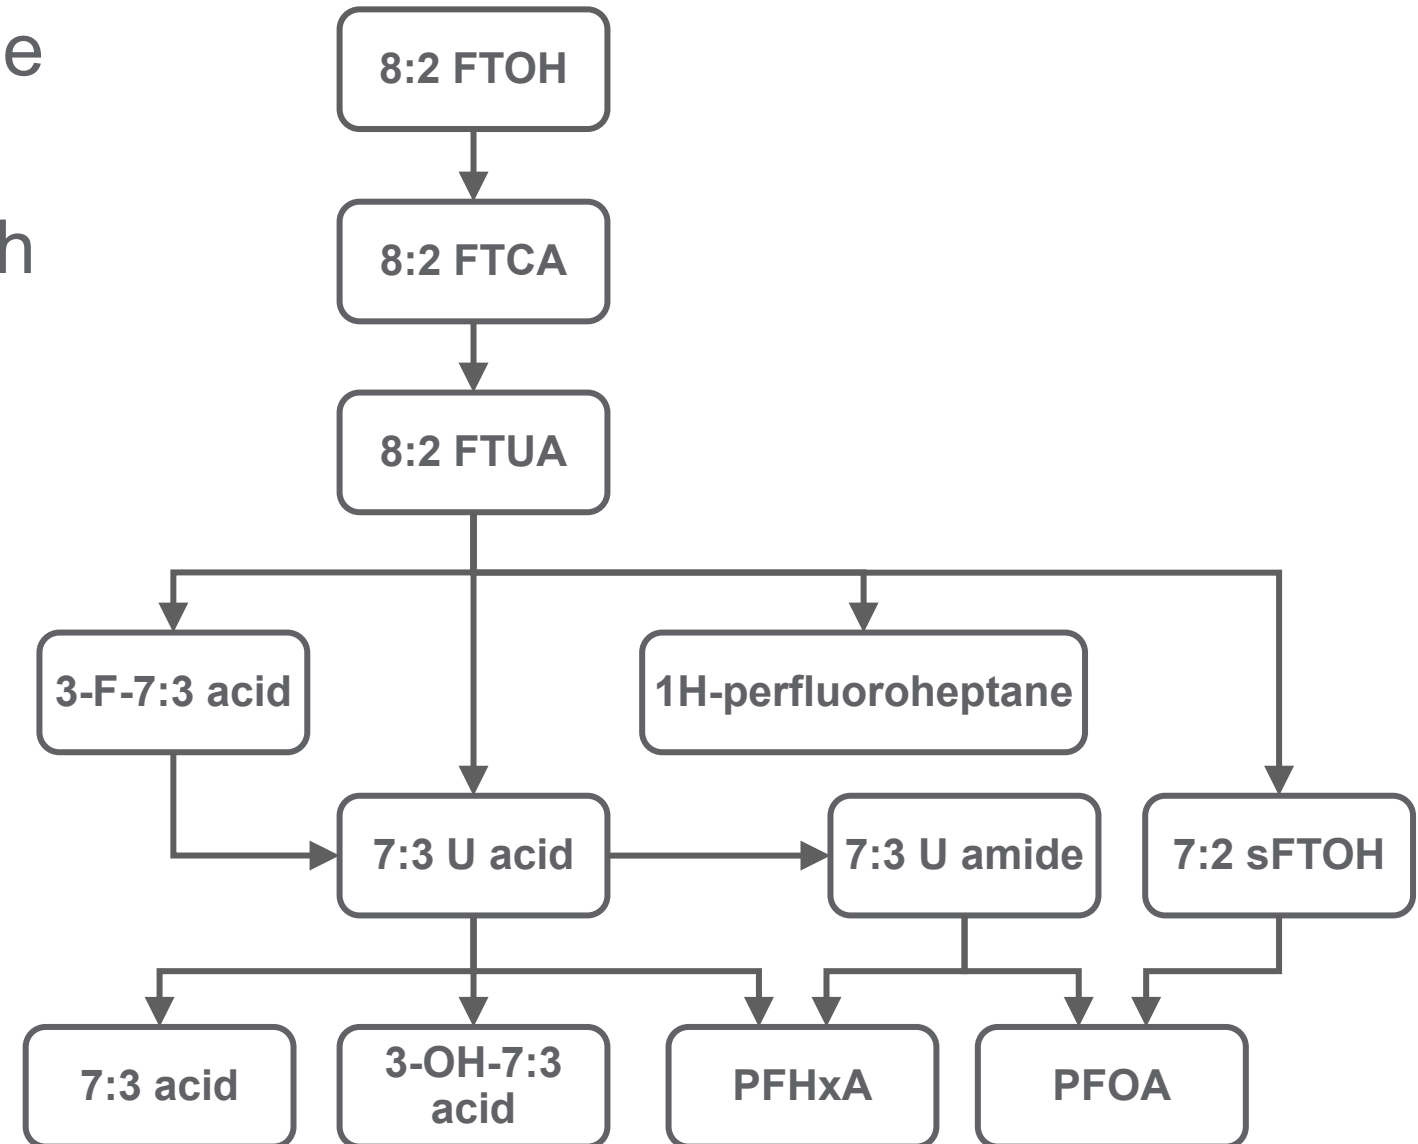 e
h
8:2 FTOH
8:2 FTCA
8:2 FTUA
3-F-7:3 acid
1H-perfluoroheptane
7:3 U acid
7:3 U amide
7:2 sFTOH
7:3 acid
3-OH-7:3
acid
PFHxA
PFOA